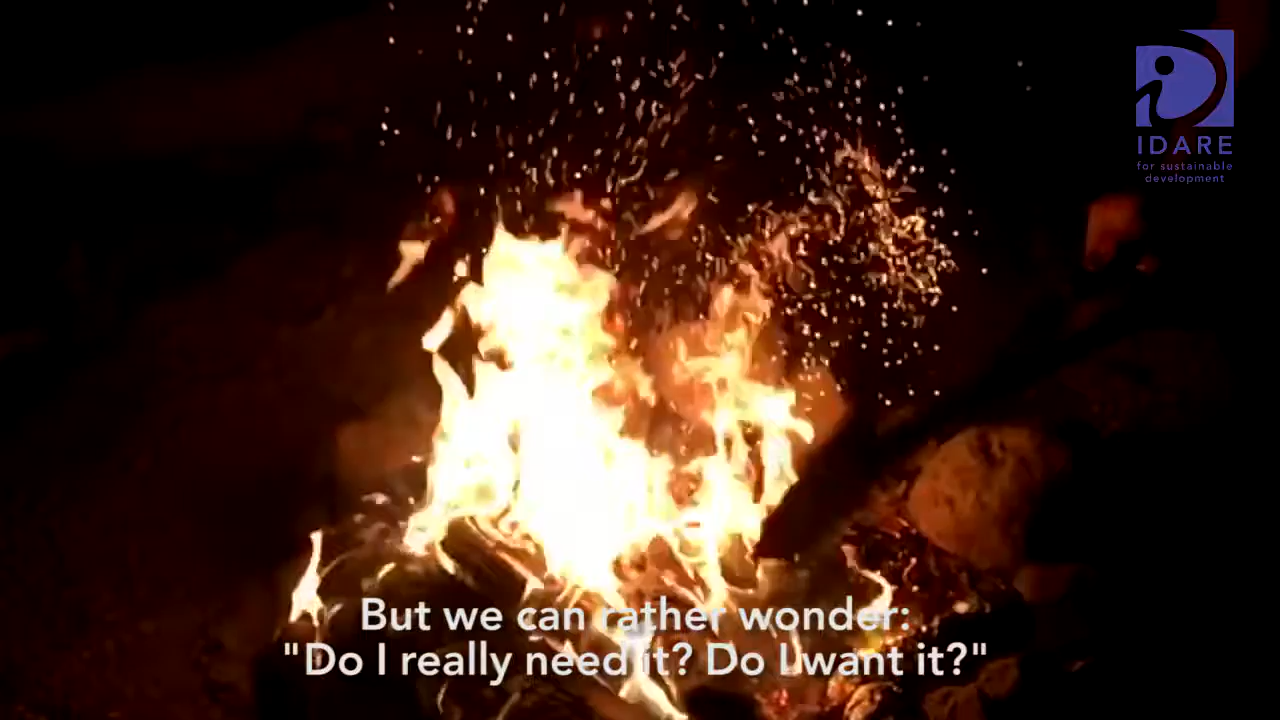 IDARE
for sustainable
development
But we can rather wonder:
"Do I really need it? Do I want it?"